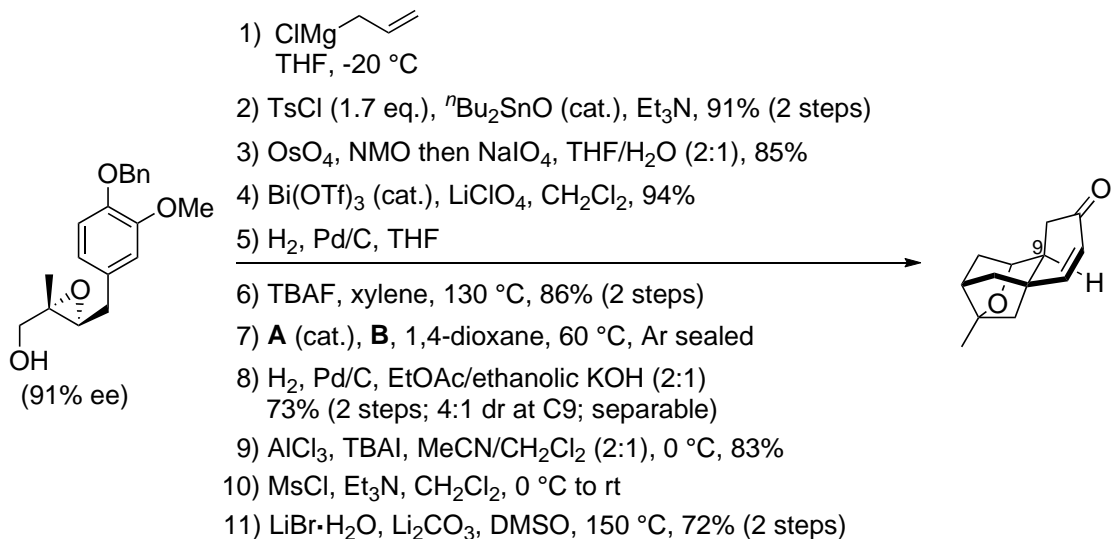 1) ClMg
THF, -20 °C
2) TsCl (1.7 eq.), ⁿBu₂SnO (cat.), Et₃N, 91% (2 steps)
3) OsO₄, NMO then NaIO₄, THF/H₂O (2:1), 85%
4) Bi(OTf)₃ (cat.), LiClO₄, CH₂Cl₂, 94%
5) H₂, Pd/C, THF
6) TBAF, xylene, 130 °C, 86% (2 steps)
7) A (cat.), B, 1,4-dioxane, 60 °C, Ar sealed
8) H₂, Pd/C, EtOAc/ethanolic KOH (2:1)
73% (2 steps; 4:1 dr at C9; separable)
9) AlCl₃, TBAI, MeCN/CH₂Cl₂ (2:1), 0 °C, 83%
10) MsCl, Et₃N, CH₂Cl₂, 0 °C to rt
11) LiBr·H₂O, Li₂CO₃, DMSO, 150 °C, 72% (2 steps)
OBn
OMe
O
OH
(91% ee)
O
9
H
O